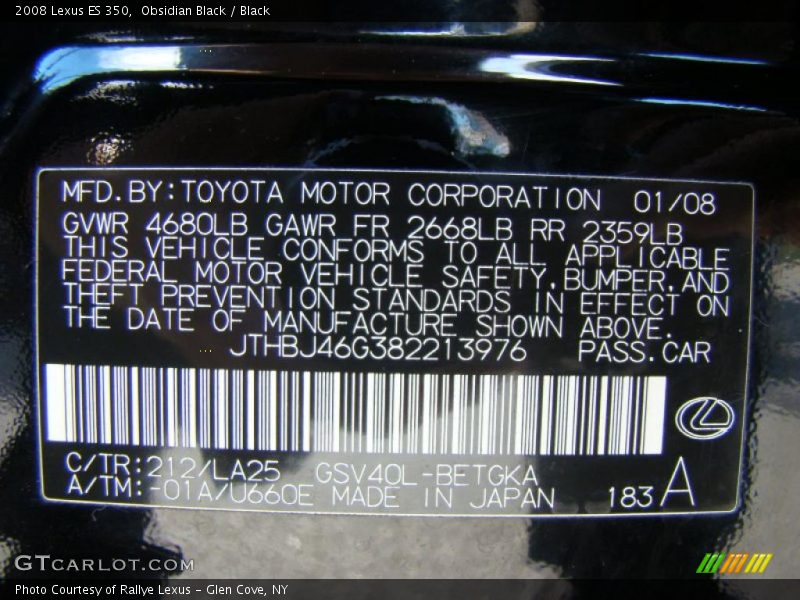 2008 Lexus ES 350,  Obsidian Black / Black
MFD.BY:TOYOTA MOTOR CORPORATION 01/08
GVWR 4680LB GAWR FR 2668LB RR 2359LB
THIS VEHICLE CONFORMS TO ALL APPLICABLE
FEDERAL MOTOR VEHICLE SAFETY,BUMPER,AND
THEFT PREVENTION STANDARDS IN EFFECT ON
THE DATE OF MANUFACTURE SHOWN ABOVE.
JTHBJ46G382213976 PASS.CAR
C/TR:212/LA25 GSV40L-BETGKA
A/TM:-01A/U660E MADE IN JAPAN 183 A
GTCARLOT.COM
Photo Courtesy of Rallye Lexus - Glen Cove, NY